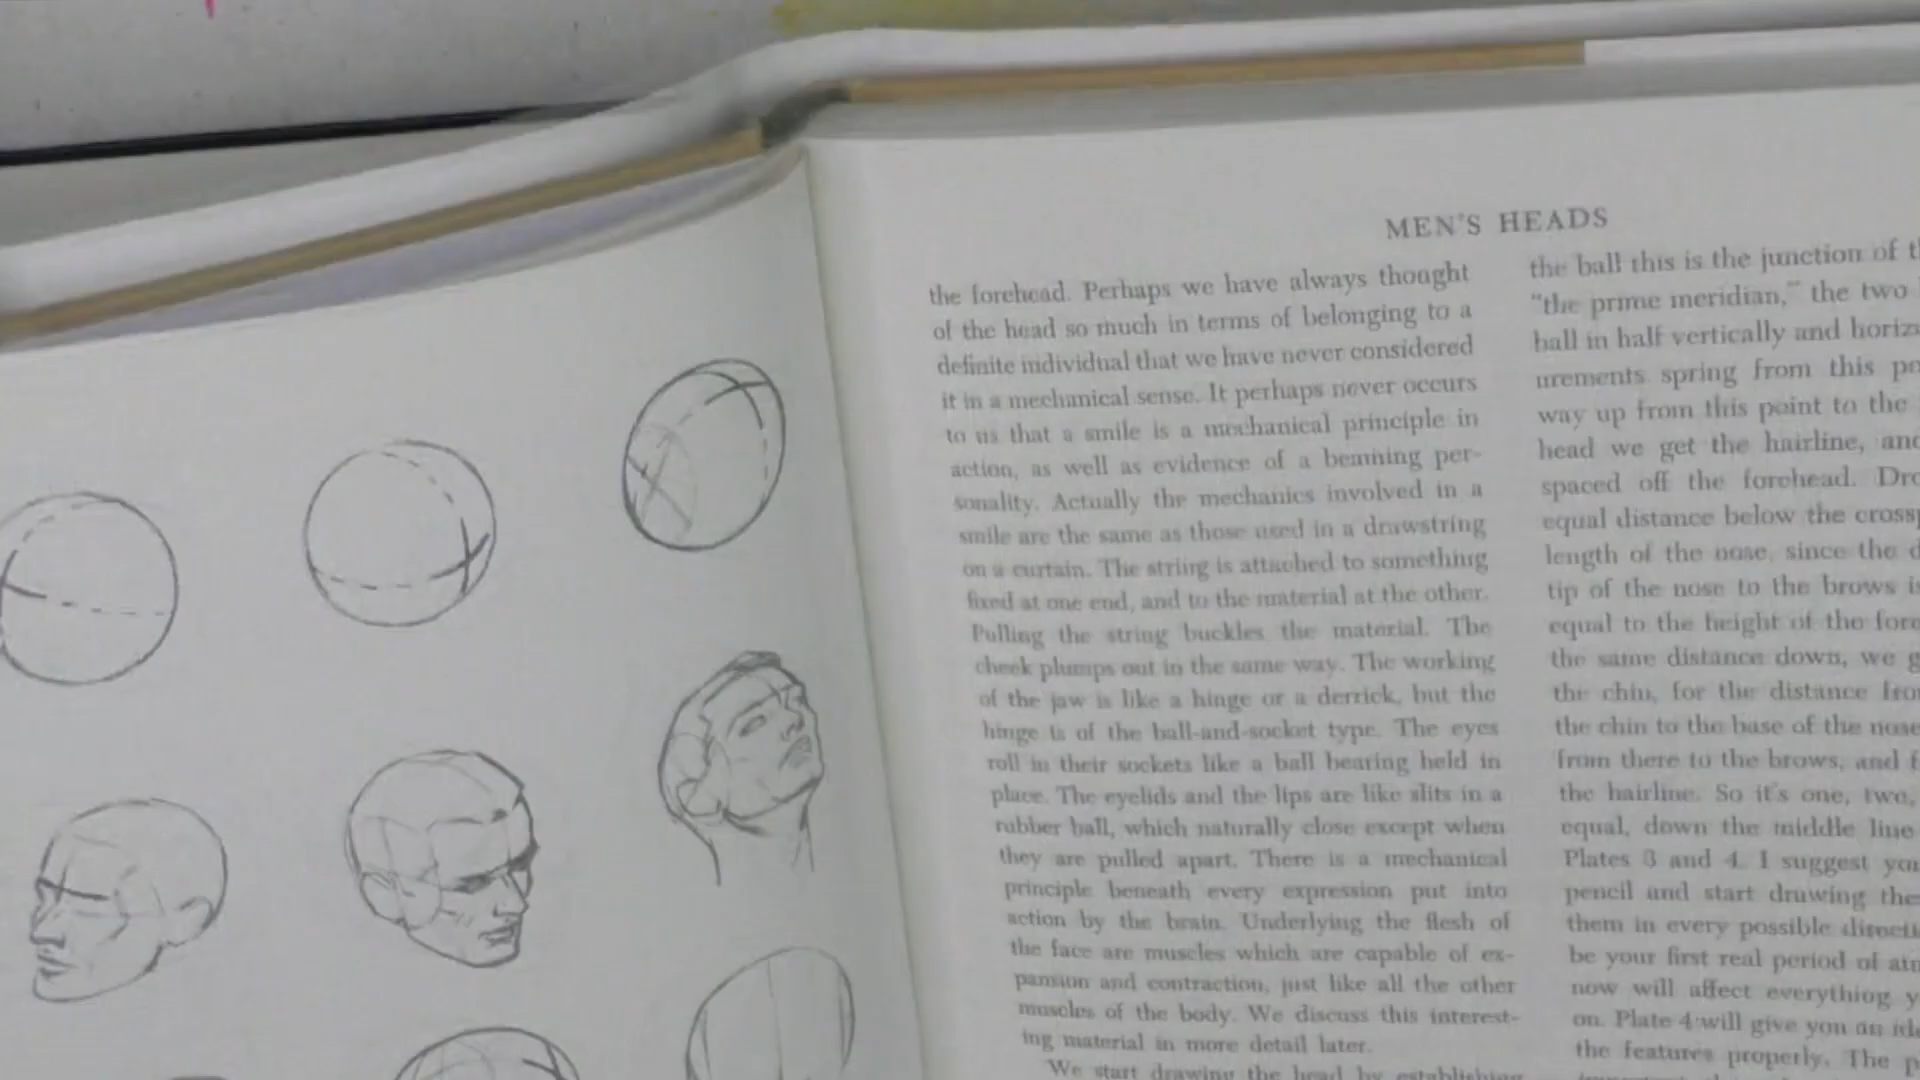 MEN'S HEADS
the forehead. Perhaps we have always thought
of the head so much in terms of belonging to a
definite individual that we have never considered
it in a mechanical sense. It perhaps never occurs
to us that a smile is a mechanical principle in
action, as well as evidence of a beaming per-
sonality. Actually the mechanics involved in a
smile are the same as those used in a drawstring
on a curtain. The string is attached to something
fixed at one end, and to the material at the other.
Pulling the string buckles the material. The
cheek plumps out in the same way. The working
of the jaw is like a hinge or a derrick, but the
hinge is of the ball-and-socket type. The eyes
roll in their sockets like a ball bearing held in
place. The eyelids and the lips are like slits in a
rubber ball, which naturally close except when
they are pulled apart. There is a mechanical
principle beneath every expression put into
action by the brain. Underlying the flesh of
the face are muscles which are capable of ex-
pansion and contraction, just like all the other
muscles of the body. We discuss this interest-
ing material in more detail later.
We start drawing the head by establishing
the ball this is the junction of
"the prime meridian," the two
ball in half vertically and
urements spring from this
way up from this point to the
head we get the hairline,
spaced off the forehead.
equal distance below the
length of the nose, since the
tip of the nose to the brows
equal to the height of the
the same distance down, we
the chin, for the distance
the chin to the base of the nose
from there to the brows, and
the hairline. So it's one, two,
equal, down the middle line
Plates 3 and 4. I suggest
pencil and start drawing
them in every possible
be your first real period of
now will affect everything
on. Plate 4 will give you an
the features properly. The